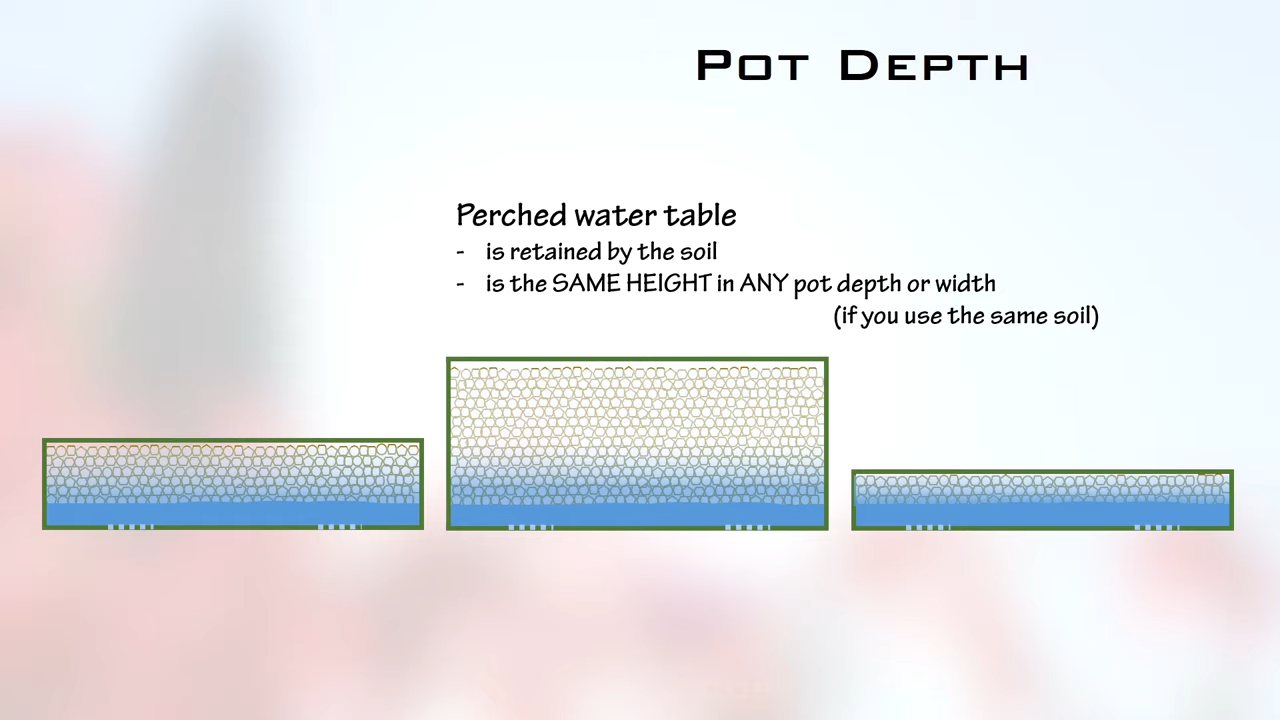 Pot Depth
Perched water table
- is retained by the soil
- is the SAME HEIGHT in ANY pot depth or width
(if you use the same soil)